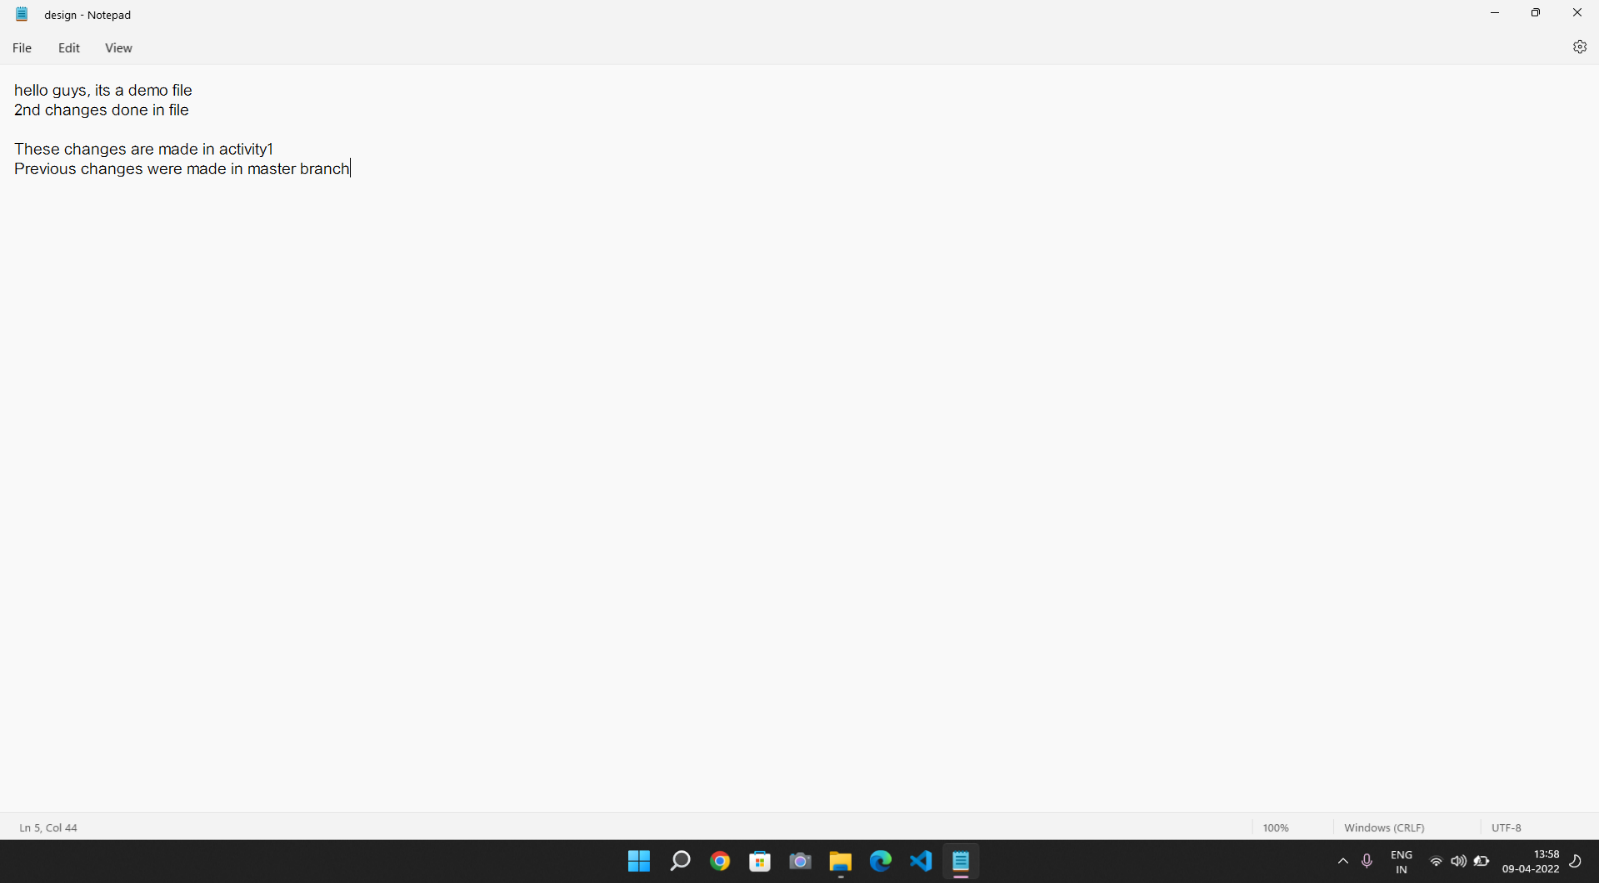 design - Notepad
File Edit View
hello guys, its a demo file
2nd changes done in file
These changes are made in activity1
Previous changes were made in master branch
Ln 5, Col 44 100% Windows (CRLF) UTF-8
ENG 13:58
IN 09-04-2022